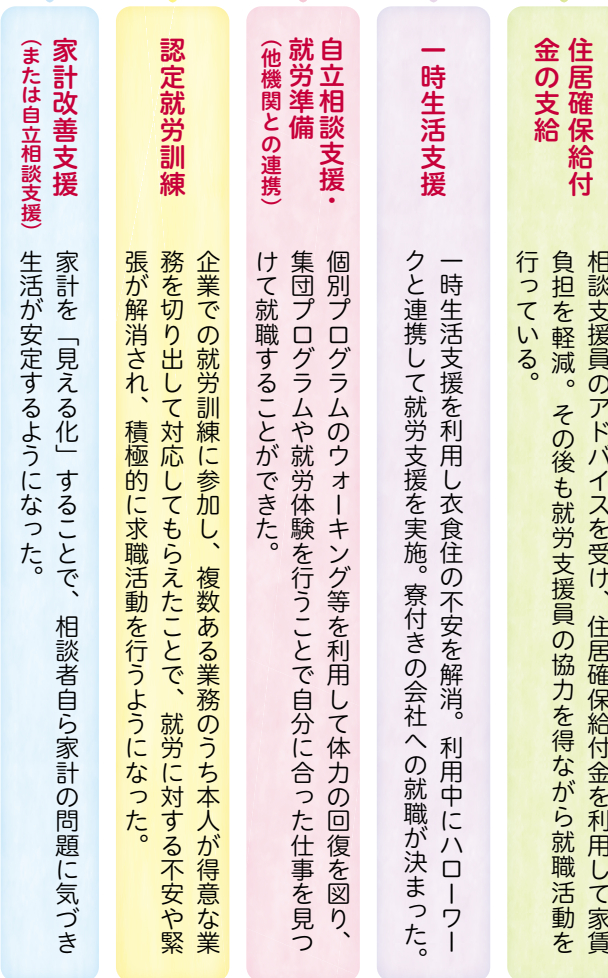 住居確保給付
金の支給
相談支援員のアドバイスを受け、住居確保給付金を利用して家賃
負担を軽減。その後も就労支援員の協力を得ながら就職活動を
行っている。
一時生活支援
一時生活支援を利用し衣食住の不安を解消。利用中にハローワー
クと連携して就労支援を実施。寮付きの会社への就職が決まった。
自立相談支援・
就労準備
（他機関との連携）
個別プログラムのウォーキング等を利用して体力の回復を図り、
集団プログラムや就労体験を行うことで自分に合った仕事を見つ
けて就職することができた。
認定就労訓練
企業での就労訓練に参加し、複数ある業務のうち本人が得意な業
務を切り出して対応してもらえたことで、就労に対する不安や緊
張が解消され、積極的に求職活動を行うようになった。
家計改善支援
（または自立相談支援）
家計を「見える化」することで、相談者自ら家計の問題に気づき
生活が安定するようになった。